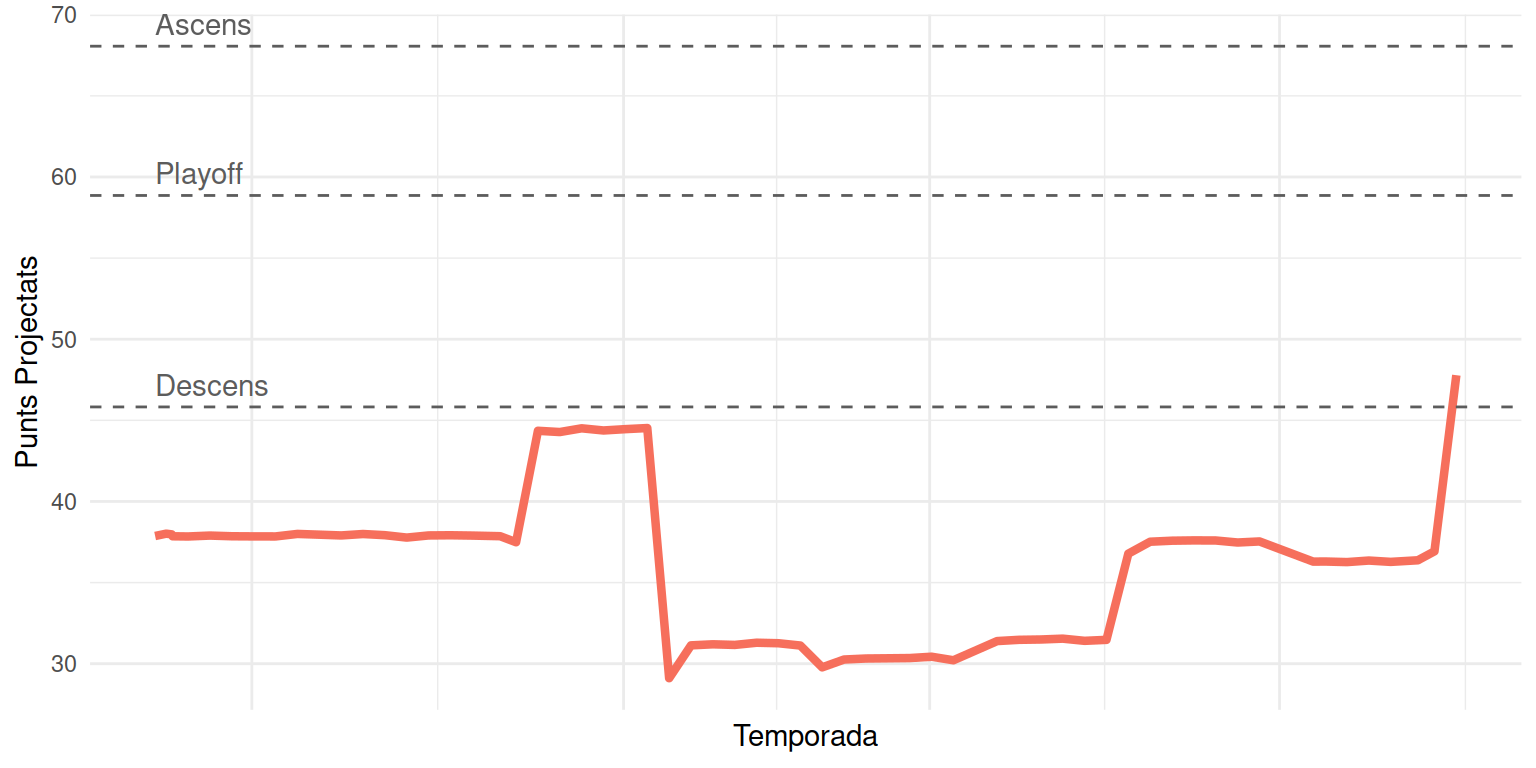 70
Ascens
Playoff
60
50
Descens
40
30
Punts Projectats
Temporada